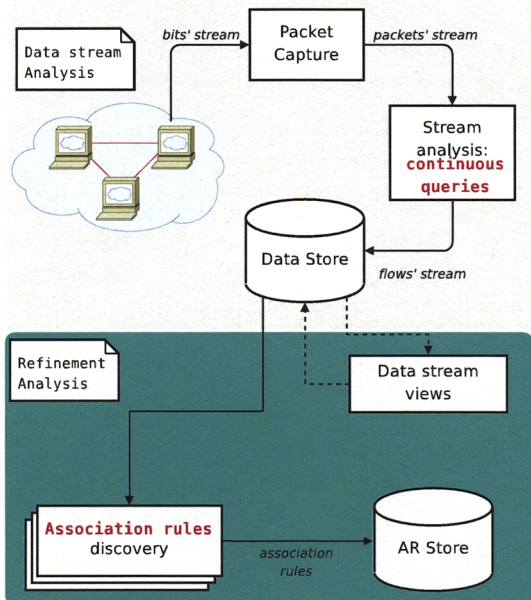 Data stream
Analysis
bits' stream
Packet
Capture
packets' stream
Stream
analysis:
continuous
queries
Data Store
flows' stream
Refinement
Analysis
Data stream
views
Association rules
discovery
association
rules
AR Store